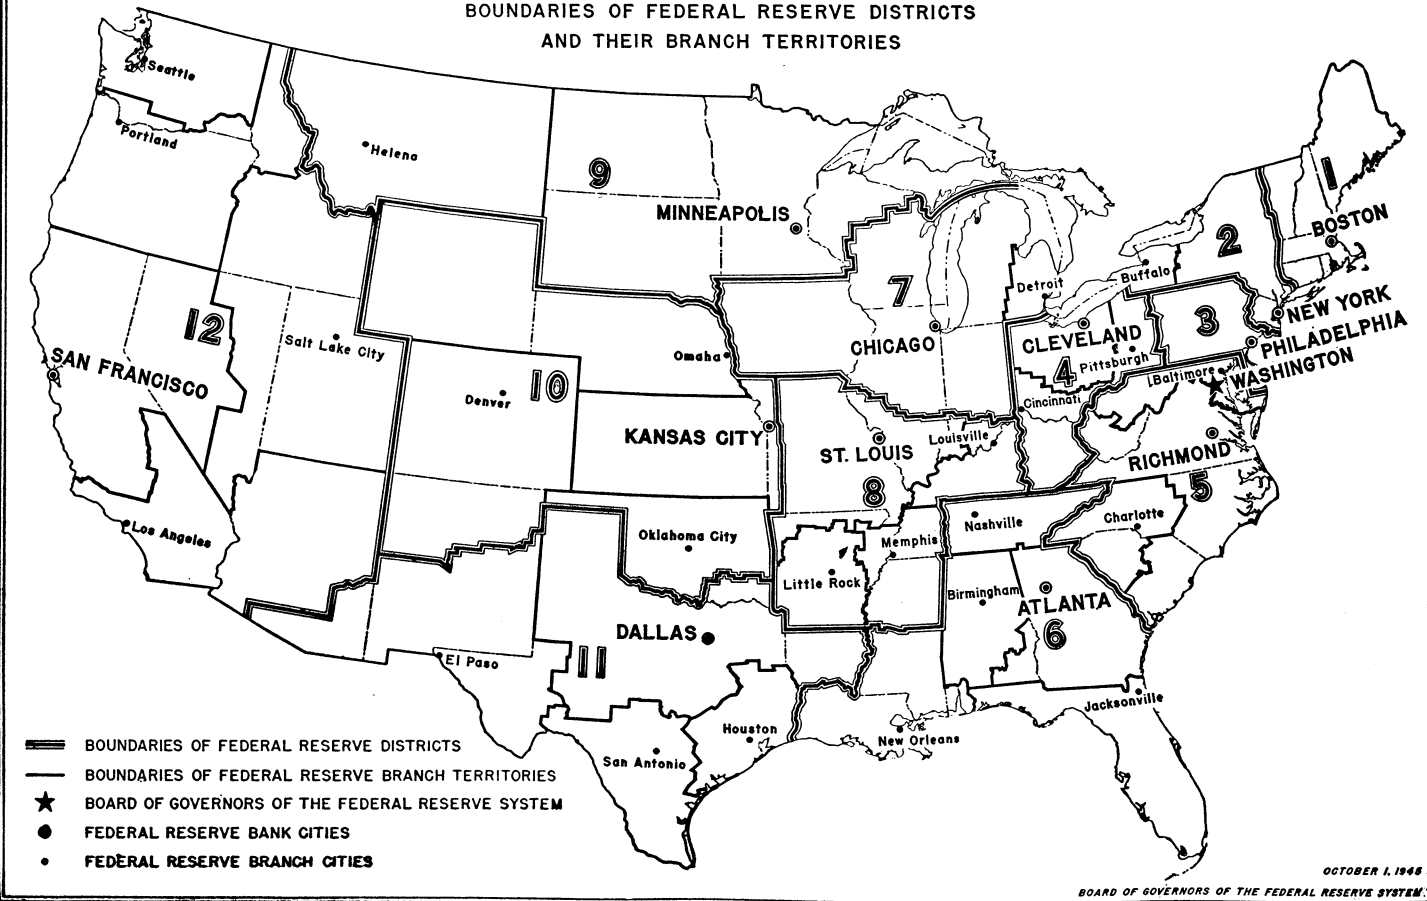 BOUNDARIES OF FEDERAL RESERVE DISTRICTS
AND THEIR BRANCH TERRITORIES
Seattle
Portland
Helena
9
MINNEAPOLIS
1
BOSTON
2
Buffalo
7
Detroit
NEW YORK
3
PHILADELPHIA
12
CHICAGO
CLEVELAND
Salt Lake City
Omaha
4
Pittsburgh
WASHINGTON
SAN FRANCISCO
Baltimore
10
Denver
Cincinnati
KANSAS CITY
Louisville
ST. LOUIS
RICHMOND
8
5
Los Angeles
Oklahoma City
Nashville
Charlotte
Memphis
Little Rock
Birmingham
ATLANTA
DALLAS
6
11
El Paso
Jacksonville
Houston
New Orleans
San Antonio
BOUNDARIES OF FEDERAL RESERVE DISTRICTS
BOUNDARIES OF FEDERAL RESERVE BRANCH TERRITORIES
BOARD OF GOVERNORS OF THE FEDERAL RESERVE SYSTEM
FEDERAL RESERVE BANK CITIES
FEDERAL RESERVE BRANCH CITIES
OCTOBER 1,
BOARD OF GOVERNORS OF THE FEDERAL RESERVE SYSTEM